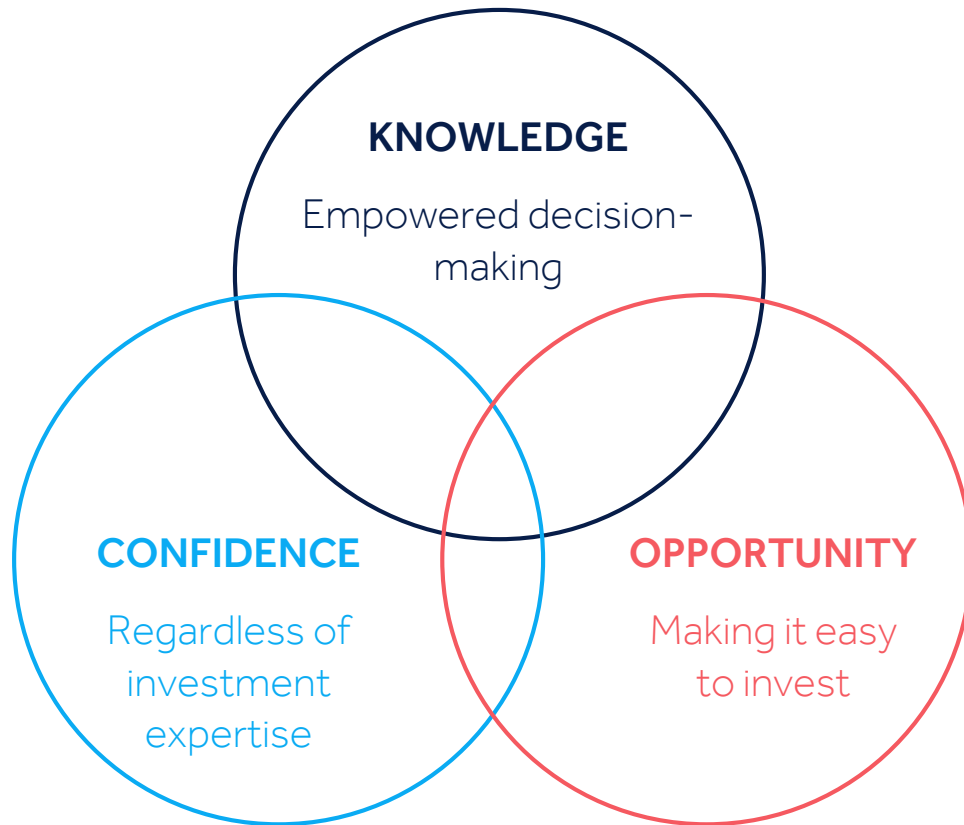 KNOWLEDGE
Empowered decision-
making
CONFIDENCE
Regardless of
investment
expertise
OPPORTUNITY
Making it easy
to invest